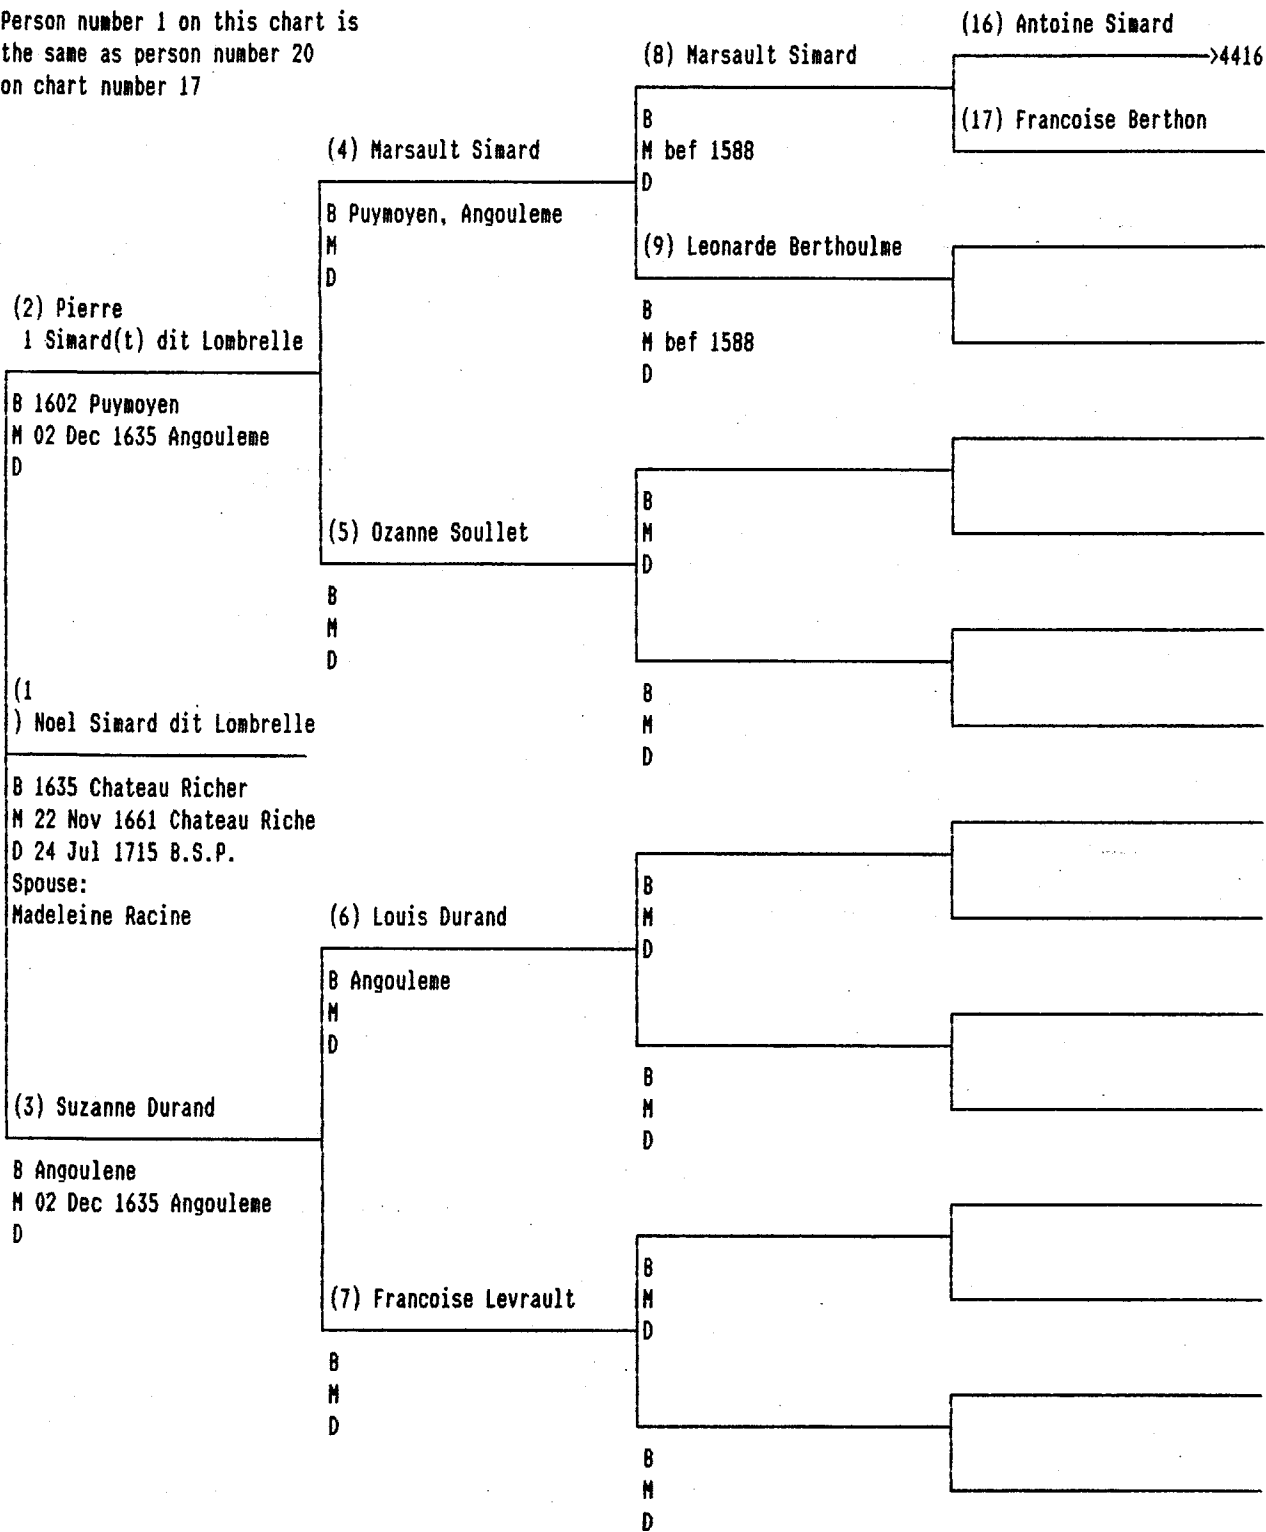 Person number 1 on this chart is
the same as person number 20
on chart number 17
(16) Antoine Simard
>4416
(8) Marsault Simard
(17) Francoise Berthon
B
M bef 1588
D
(4) Marsault Simard
B Puymoyen, Angouleme
M
D
(9) Leonarde Berthoulme
B
M bef 1588
D
(2) Pierre
1 Simard(t) dit Lombrelle
B 1602 Puymoyen
M 02 Dec 1635 Angouleme
D
B
M
D
(5) Ozanne Soullet
B
M
D
B
M
D
(1
) Noel Simard dit Lombrelle
B 1635 Chateau Richer
M 22 Nov 1661 Chateau Riche
D 24 Jul 1715 B.S.P.
Spouse:
Madeleine Racine
B
M
D
(6) Louis Durand
B Angouleme
M
D
B
M
D
(3) Suzanne Durand
B Angoulene
M 02 Dec 1635 Angouleme
D
B
M
D
(7) Francoise Levrault
B
M
D
B
M
D